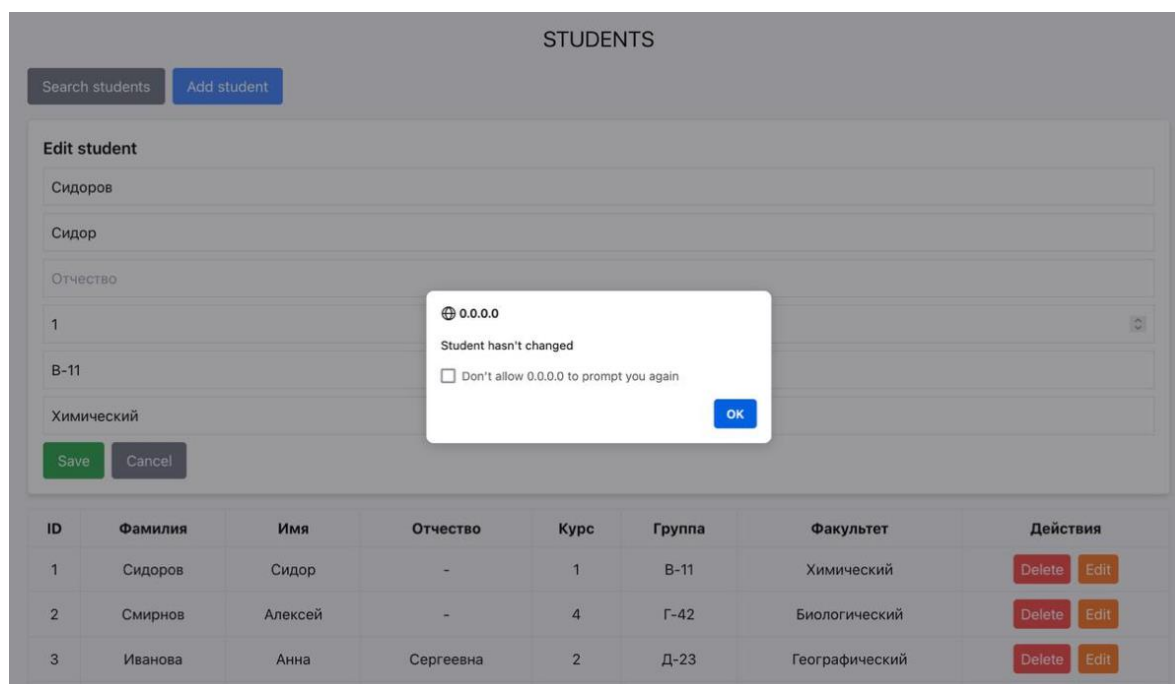 STUDENTS
Search students Add student
Edit student
Сидоров
Сидор
Отчество
0.0.0.0
Student hasn't changed
Don't allow 0.0.0.0 to prompt you again
OK
1
В-11
Химический
Save Cancel
ID Фамилия Имя Отчество Курс Группа Факультет Действия
1 Сидоров Сидор - 1 В-11 Химический Delete Edit
2 Смирнов Алексей - 4 Г-42 Биологический Delete Edit
3 Иванова Анна Сергеевна 2 Д-23 Географический Delete Edit